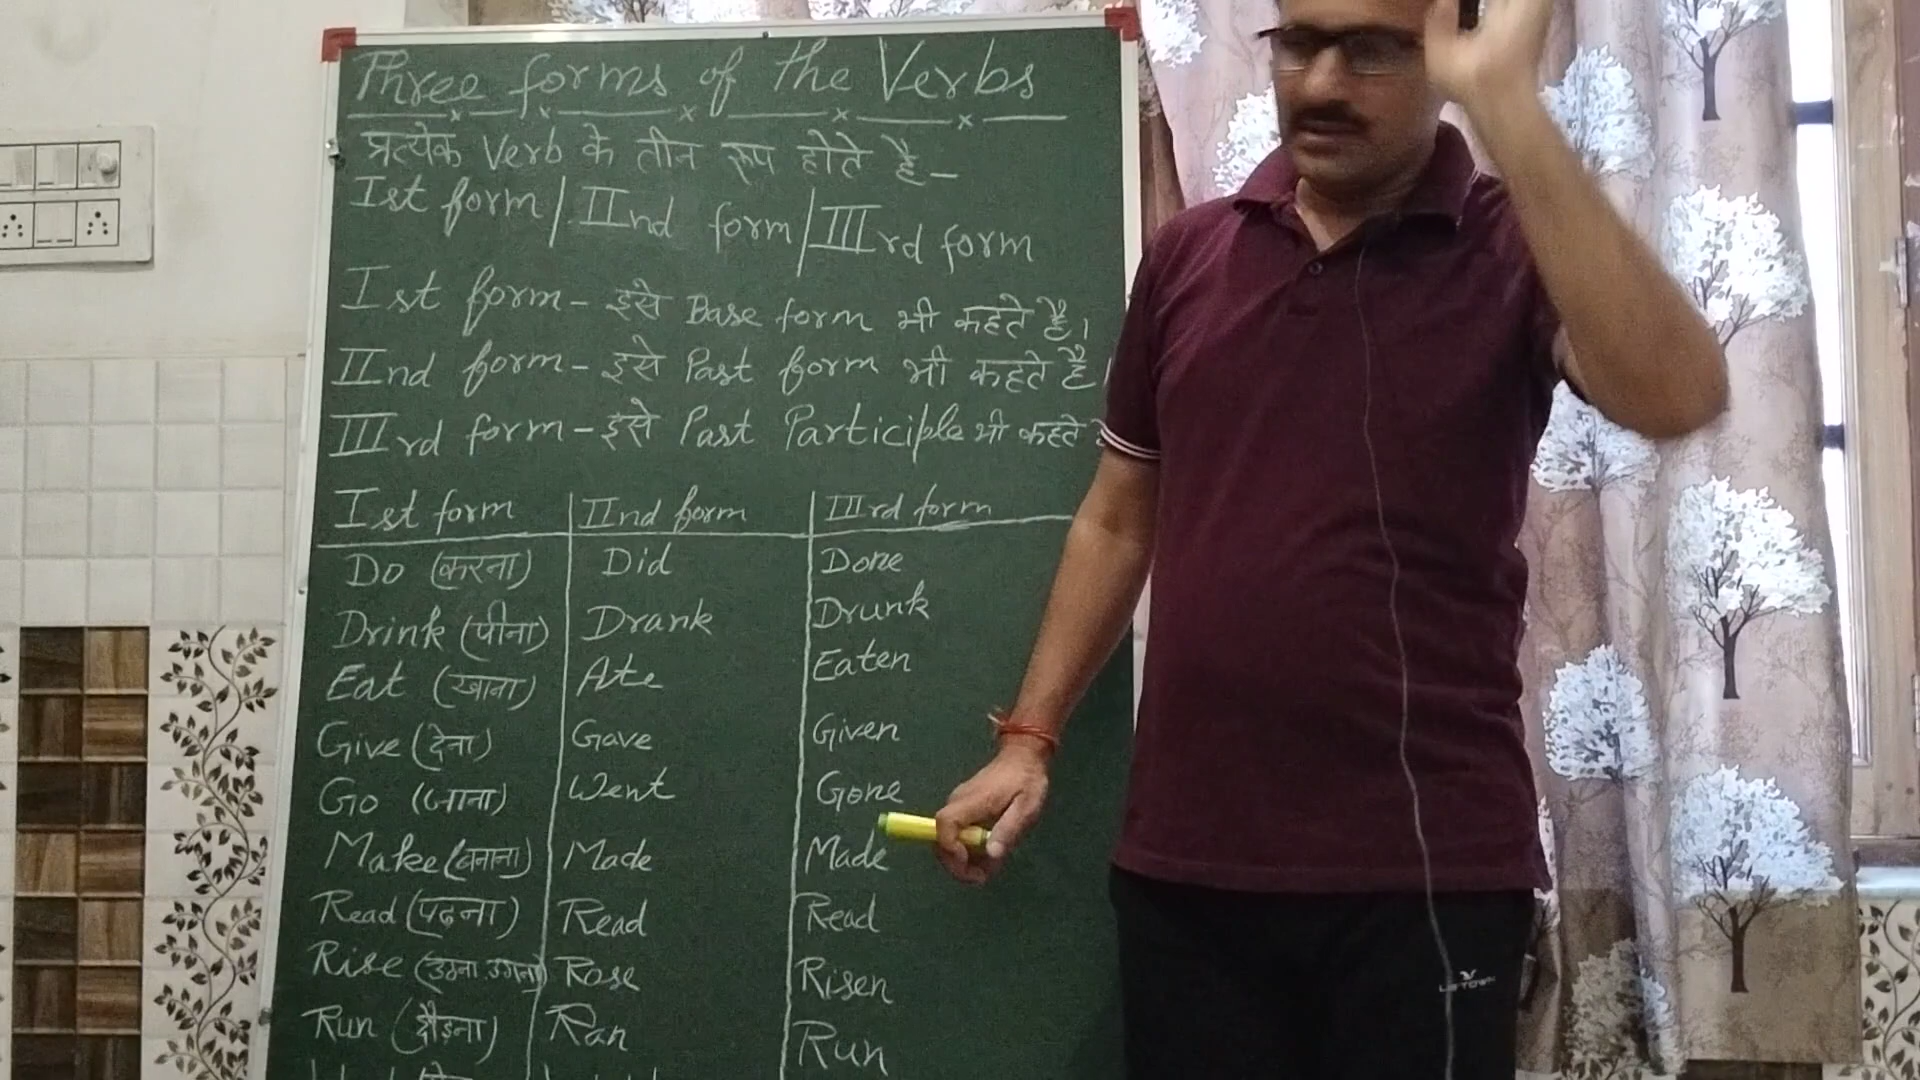 Three forms of the Verbs
प्रत्येक Verb के तीन रूप होते है-
Ist form / IInd form / IIIrd form
Ist form - इसे Base form भी कहते है।
IInd form - इसे Past form भी कहते है।
IIIrd form - इसे Past Participle भी कहते
Ist form IInd form IIIrd form
Do (करना) Did Done
Drink (पीना) Drank Drunk
Eat (खाना) Ate Eaten
Give (देना) Gave Given
Go (जाना) Went Gone
Make (बनाना) Made Made
Read (पढना) Read Read
Rise (उठना उगना) Rose Risen
Run (दौड़ना) Ran Run